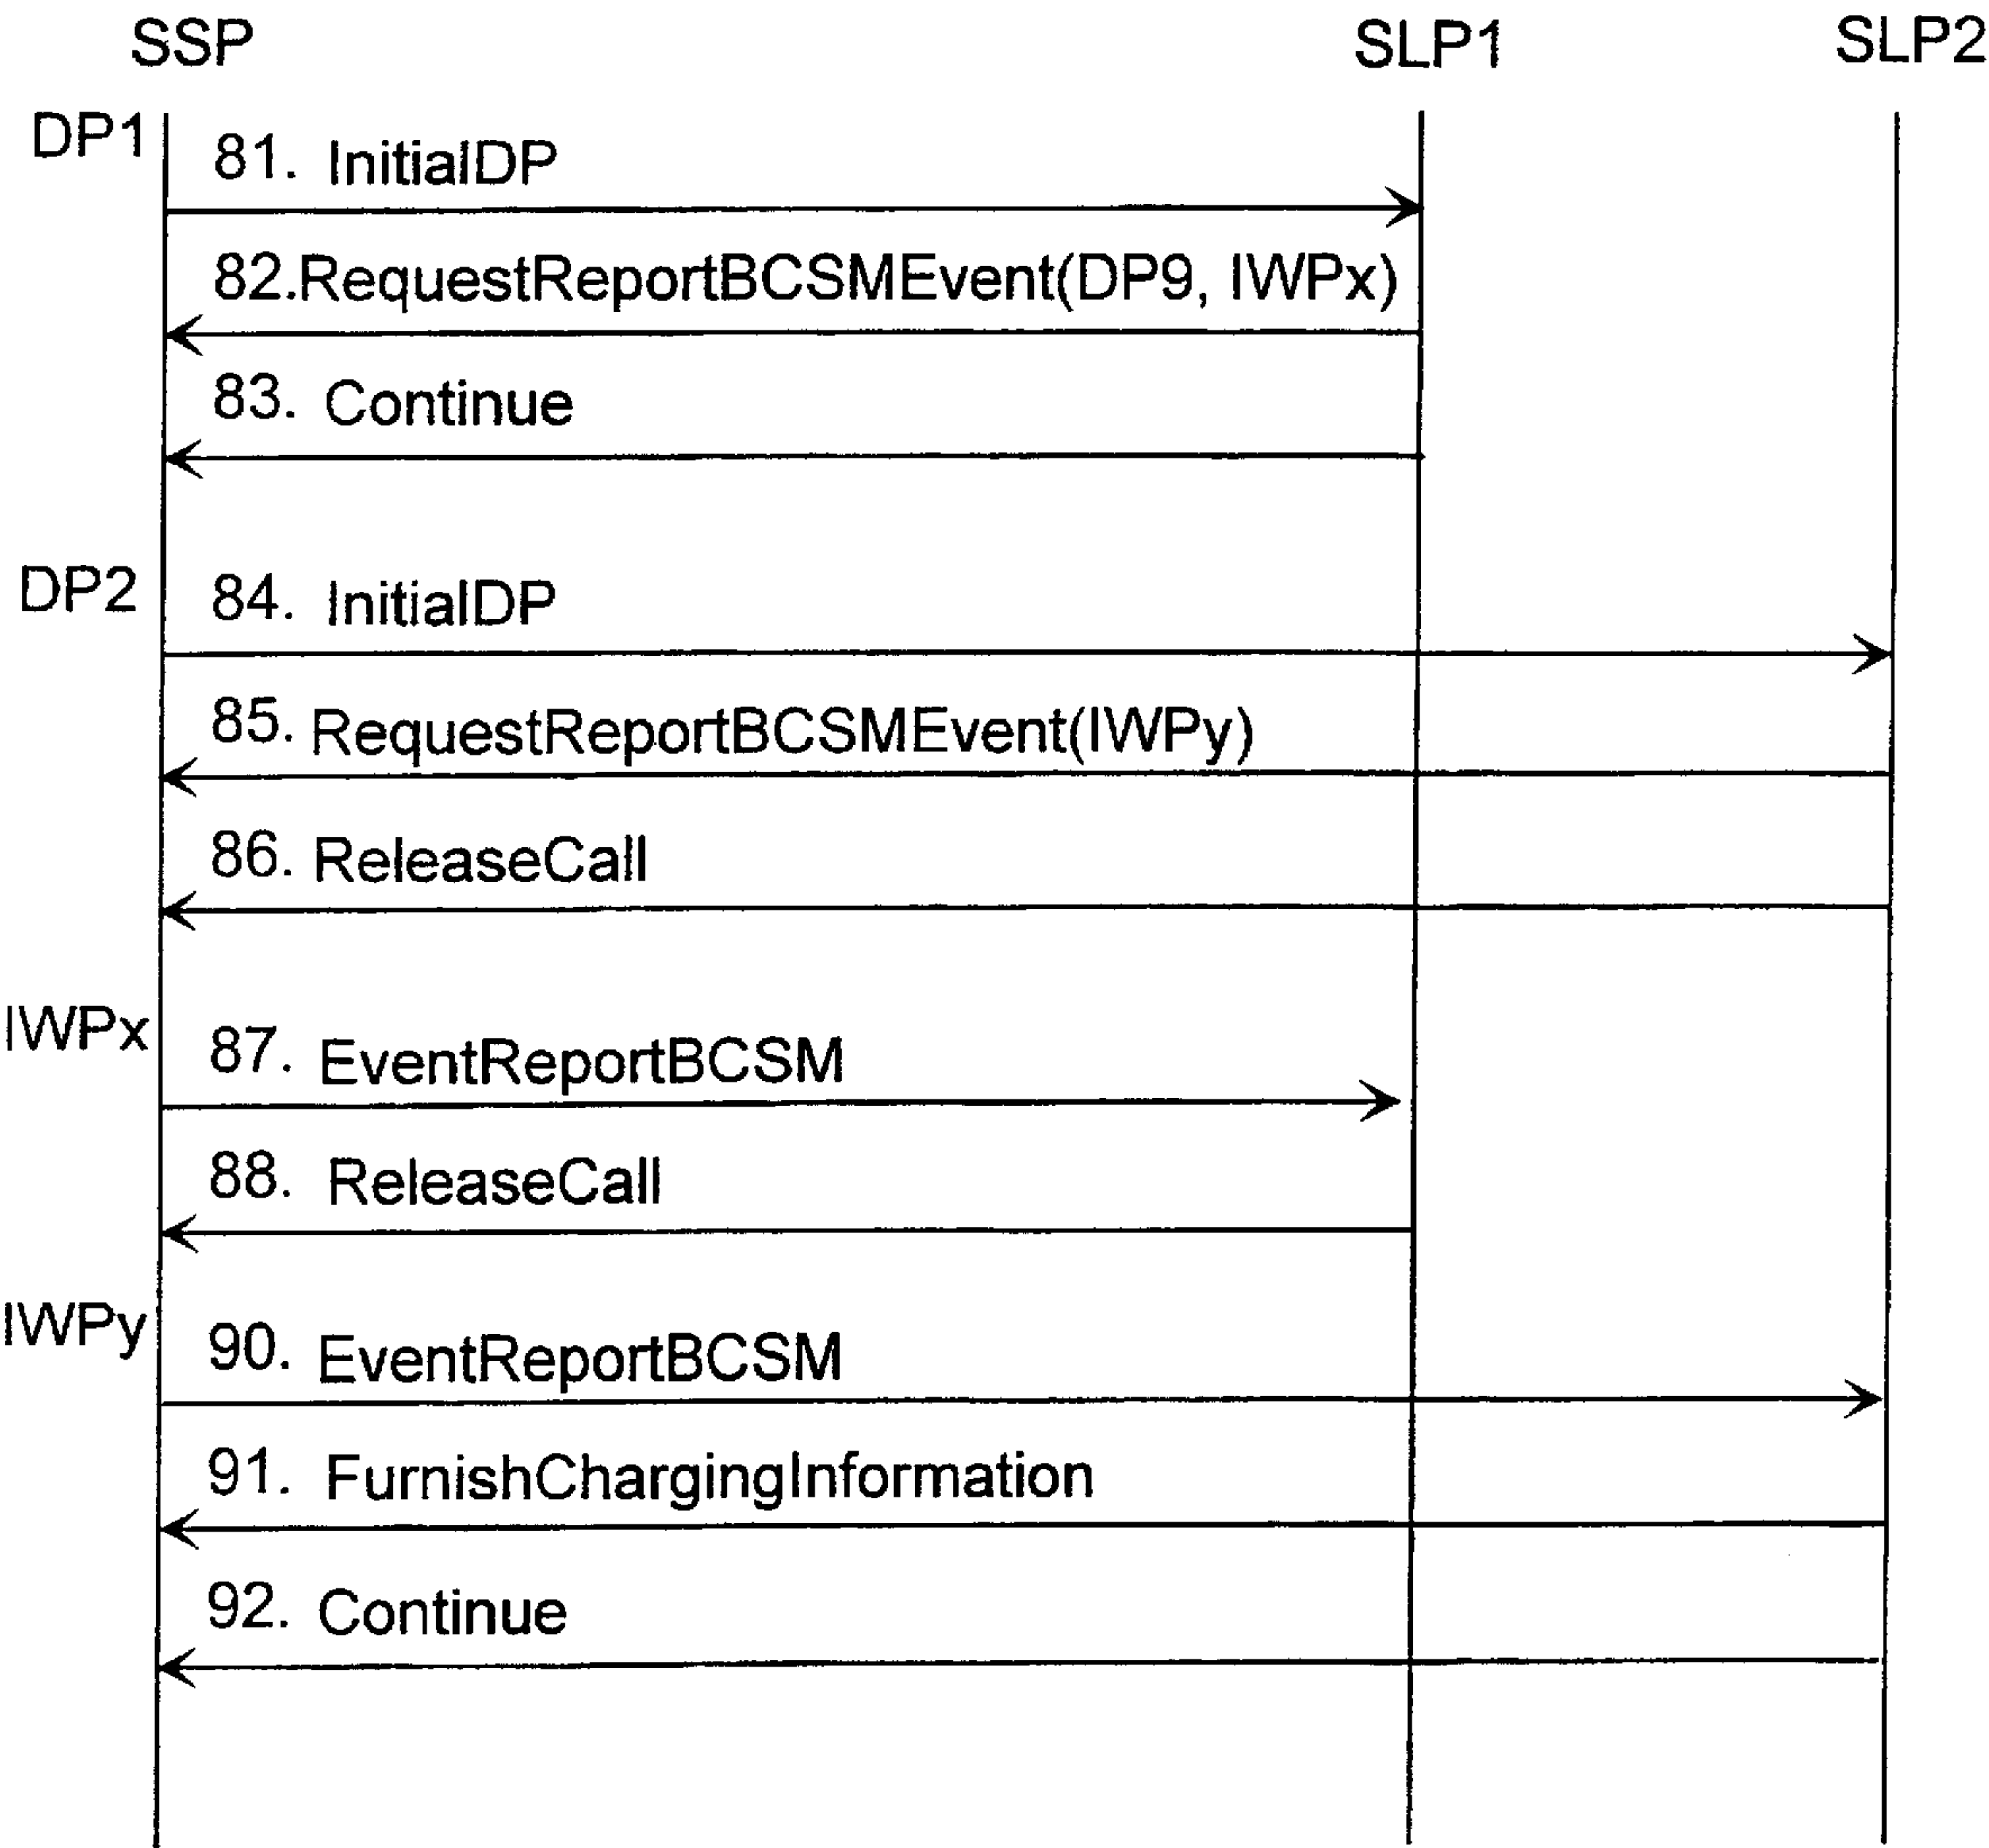 SSP SLP1 SLP2
DP1
81. InitialDP
82.RequestReportBCSMEvent(DP9, IWPx)
83. Continue
DP2
84. InitialDP
85. RequestReportBCSMEvent(IWPy)
86. ReleaseCall
IWPx
87. EventReportBCSM
88. ReleaseCall
IWPy
90. EventReportBCSM
91. FurnishChargingInformation
92. Continue